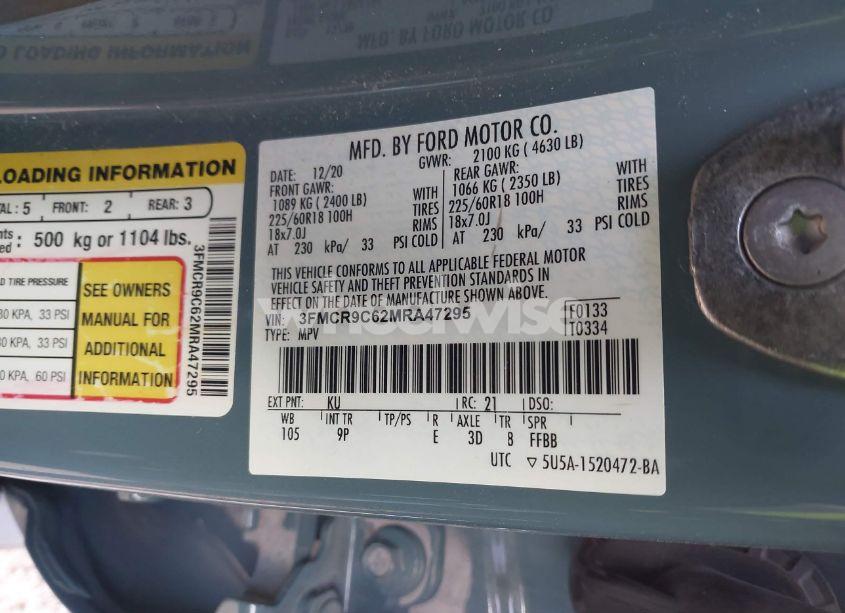 LOADING INFORMATION
TAL: 5 FRONT: 2 REAR: 3
500 kg or 1104 lbs.
D TIRE PRESSURE
30 KPA, 33 PSI
30 KPA, 33 PSI
0 KPA, 60 PSI
SEE OWNERS
MANUAL FOR
ADDITIONAL
INFORMATION
3FMCR9C62MRA47295
MFD. BY FORD MOTOR CO.
DATE: 12/20 GVWR: 2100 KG ( 4630 LB)
FRONT GAWR: REAR GAWR:
1089 KG ( 2400 LB) WITH 1066 KG ( 2350 LB) WITH
225/60R18 100H TIRES 225/60R18 100H TIRES
18x7.0J RIMS 18x7.0J RIMS
AT 230 kPa/ 33 PSI COLD AT 230 kPa/ 33 PSI COLD
THIS VEHICLE CONFORMS TO ALL APPLICABLE FEDERAL MOTOR
VEHICLE SAFETY AND THEFT PREVENTION STANDARDS IN
EFFECT ON THE DATE OF MANUFACTURE SHOWN ABOVE.
VIN: 3FMCR9C62MRA47295 F0133
TYPE: MPV T0334
EXT PNT: KU RC: 21 DSO:
WB INT TR TP/PS R AXLE TR SPR
105 9P E 3D 8 FFBB
UTC ▽ 5U5A-1520472-BA